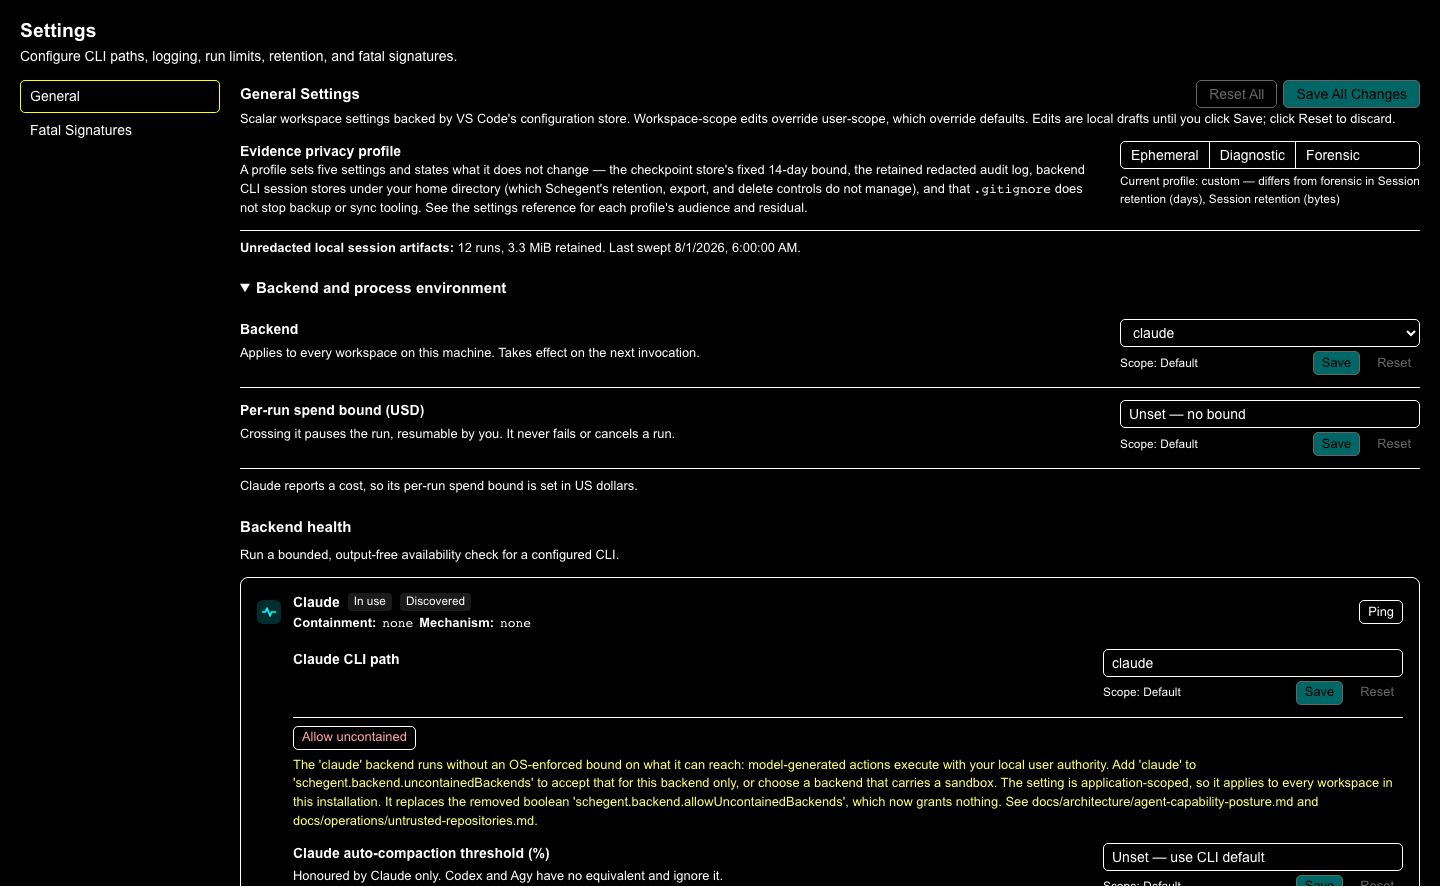 Settings
Configure CLI paths, logging, run limits, retention, and fatal signatures.
General
Fatal Signatures
General Settings
Reset All
Save All Changes
Scalar workspace settings backed by VS Code's configuration store. Workspace-scope edits override user-scope, which override defaults. Edits are local drafts until you click Save; click Reset to discard.
Evidence privacy profile
A profile sets five settings and states what it does not change — the checkpoint store's fixed 14-day bound, the retained redacted audit log, backend
CLI session stores under your home directory (which Schegent's retention, export, and delete controls do not manage), and that .gitignore does
not stop backup or sync tooling. See the settings reference for each profile's audience and residual.
Ephemeral
Diagnostic
Forensic
Current profile: custom — differs from forensic in Session
retention (days), Session retention (bytes)
Unredacted local session artifacts: 12 runs, 3.3 MiB retained. Last swept 8/1/2026, 6:00:00 AM.
▼ Backend and process environment
Backend
Applies to every workspace on this machine. Takes effect on the next invocation.
claude
Scope: Default
Save
Reset
Per-run spend bound (USD)
Crossing it pauses the run, resumable by you. It never fails or cancels a run.
Unset — no bound
Scope: Default
Save
Reset
Claude reports a cost, so its per-run spend bound is set in US dollars.
Backend health
Run a bounded, output-free availability check for a configured CLI.
Claude
In use
Discovered
Containment: none Mechanism: none
Ping
Claude CLI path
claude
Scope: Default
Save
Reset
Allow uncontained
The 'claude' backend runs without an OS-enforced bound on what it can reach: model-generated actions execute with your local user authority. Add 'claude' to
'schegent.backend.uncontainedBackends' to accept that for this backend only, or choose a backend that carries a sandbox. The setting is application-scoped, so it applies to every workspace in
this installation. It replaces the removed boolean 'schegent.backend.allowUncontainedBackends', which now grants nothing. See docs/architecture/agent-capability-posture.md and
docs/operations/untrusted-repositories.md.
Claude auto-compaction threshold (%)
Honoured by Claude only. Codex and Agy have no equivalent and ignore it.
Unset — use CLI default
Scope: Default
Save
Reset